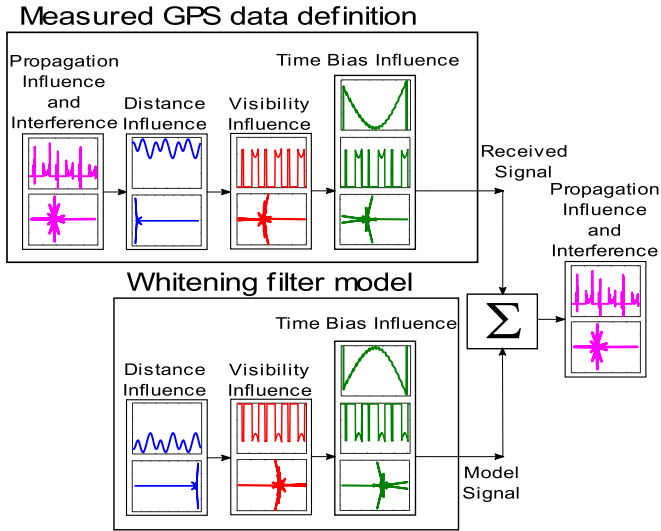 Measured GPS data definition
Propagation
Influence
and
Interference
Distance
Influence
Visibility
Influence
Time Bias Influence
Received
Signal
Propagation
Influence
and
Interference
Whitening filter model
Distance
Influence
Visibility
Influence
Time Bias Influence
Σ
Model
Signal